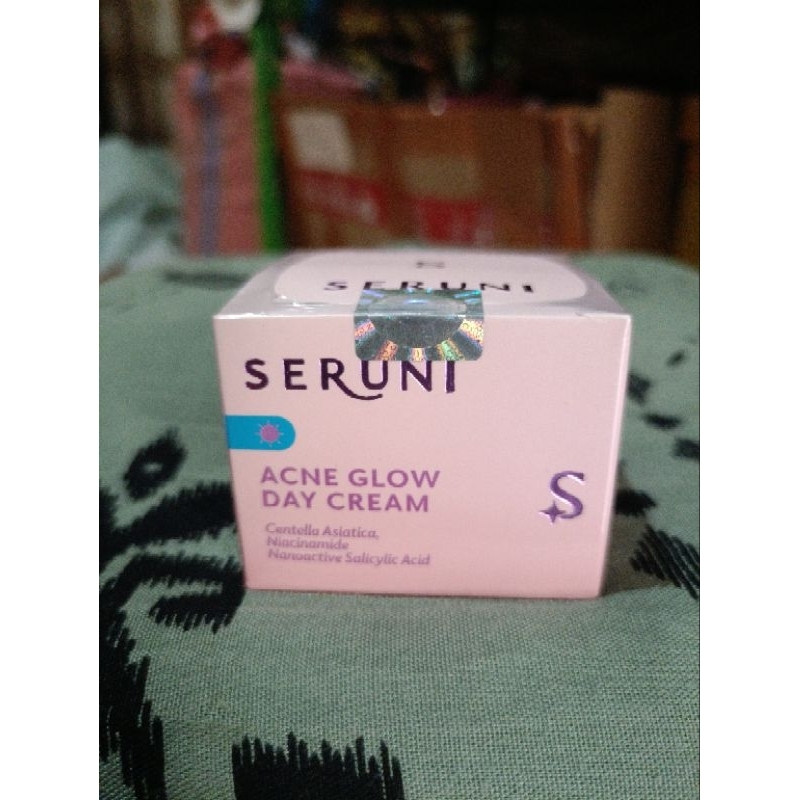 SERUNI
SERUNI
ACNE GLOW
DAY CREAM
S
Centella Asiatica,
Niacinamide
Nanoactive Salicylic Acid